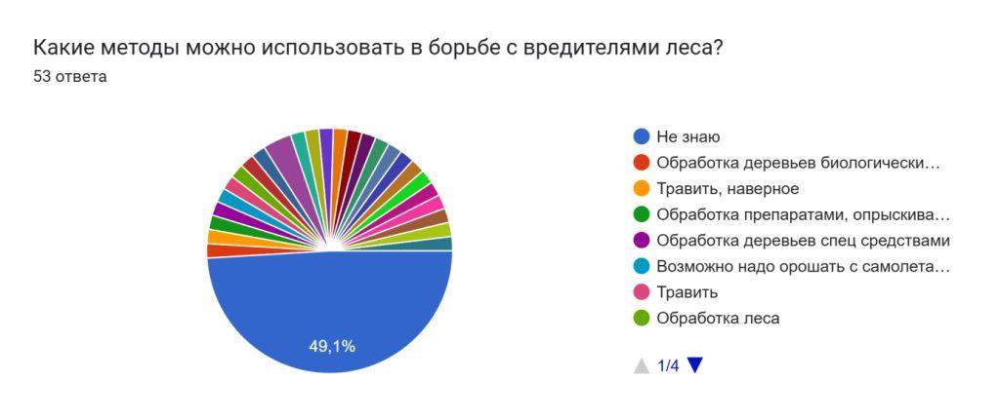 Какие методы можно использовать в борьбе с вредителями леса?
53 ответа
49,1%
Не знаю
Обработка деревьев биологически…
Травить, наверное
Обработка препаратами, опрыскива…
Обработка деревьев спец средствами
Возможно надо орошать с самолета…
Травить
Обработка леса
1/4